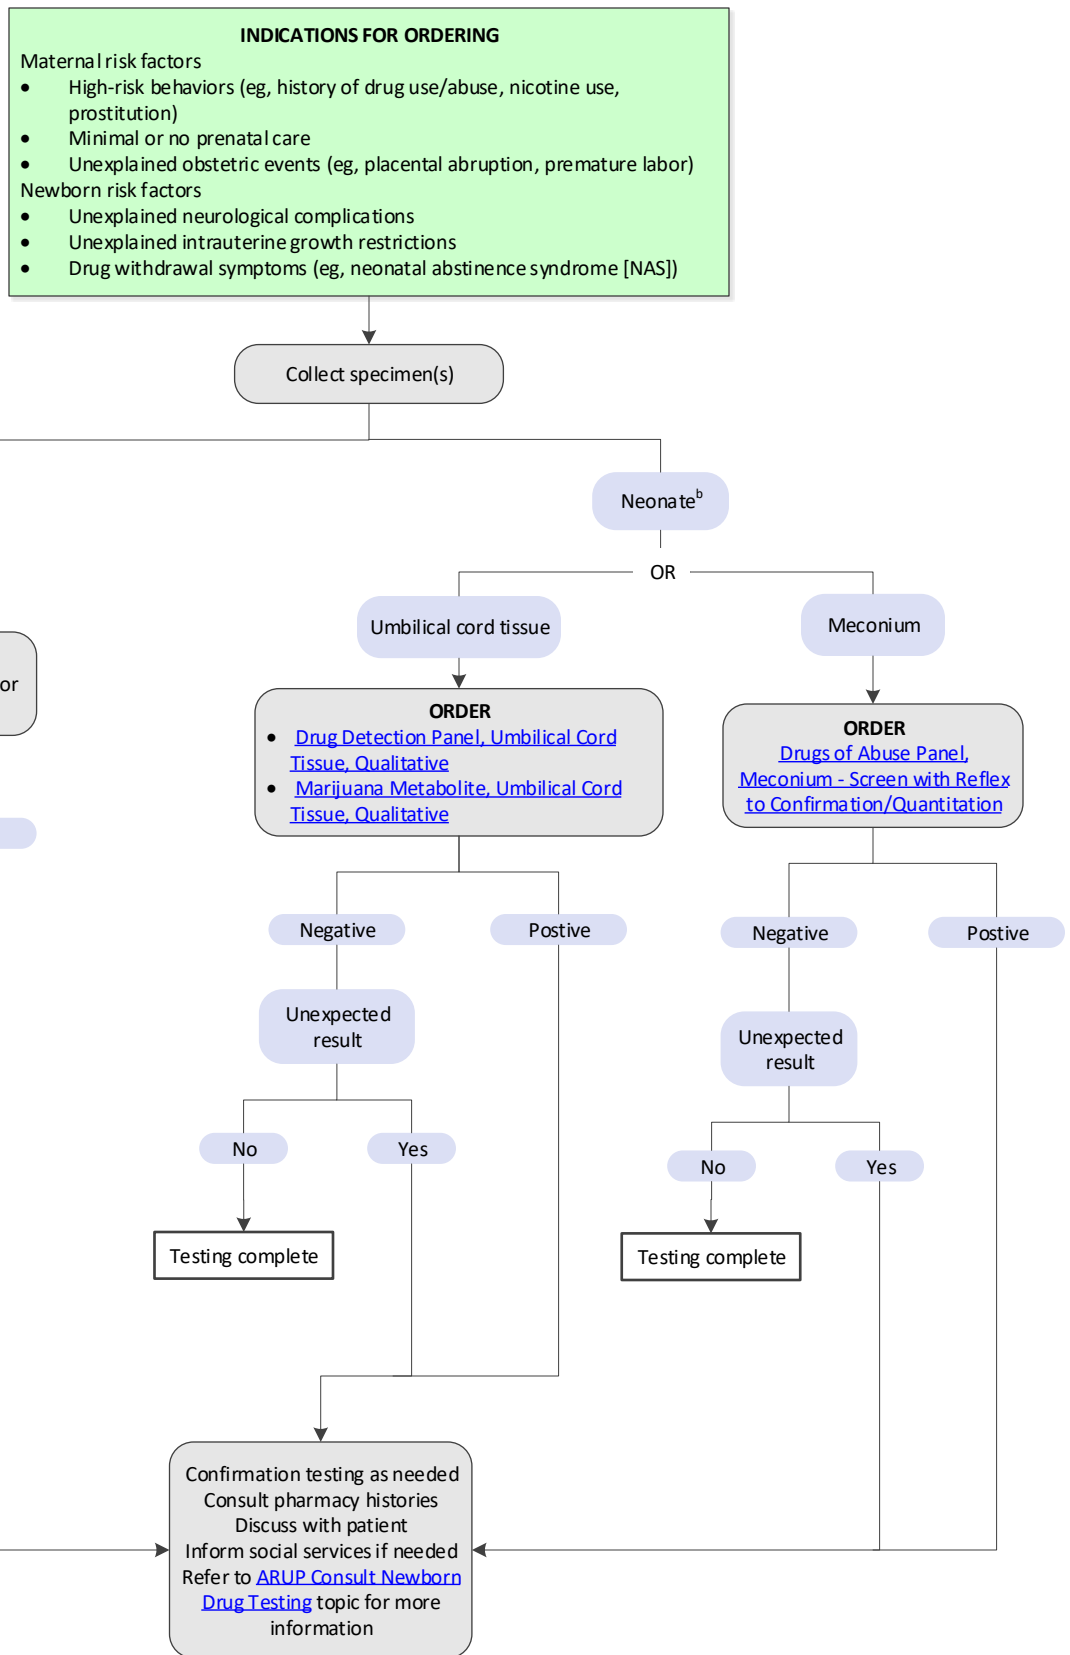 INDICATIONS FOR ORDERING
Maternal risk factors
• High-risk behaviors (eg, history of drug use/abuse, nicotine use,
prostitution)
• Minimal or no prenatal care
• Unexplained obstetric events (eg, placental abruption, premature labor)
Newborn risk factors
• Unexplained neurological complications
• Unexplained intrauterine growth restrictions
• Drug withdrawal symptoms (eg, neonatal abstinence syndrome [NAS])
Collect specimen(s)
Neonate^b
OR
Umbilical cord tissue
Meconium
or
ORDER
• Drug Detection Panel, Umbilical Cord
Tissue, Qualitative
• Marijuana Metabolite, Umbilical Cord
Tissue, Qualitative
ORDER
Drugs of Abuse Panel,
Meconium - Screen with Reflex
to Confirmation/Quantitation
Negative
Postive
Negative
Postive
Unexpected
result
Unexpected
result
No
Yes
No
Yes
Testing complete
Testing complete
Confirmation testing as needed
Consult pharmacy histories
Discuss with patient
Inform social services if needed
Refer to ARUP Consult Newborn
Drug Testing topic for more
information